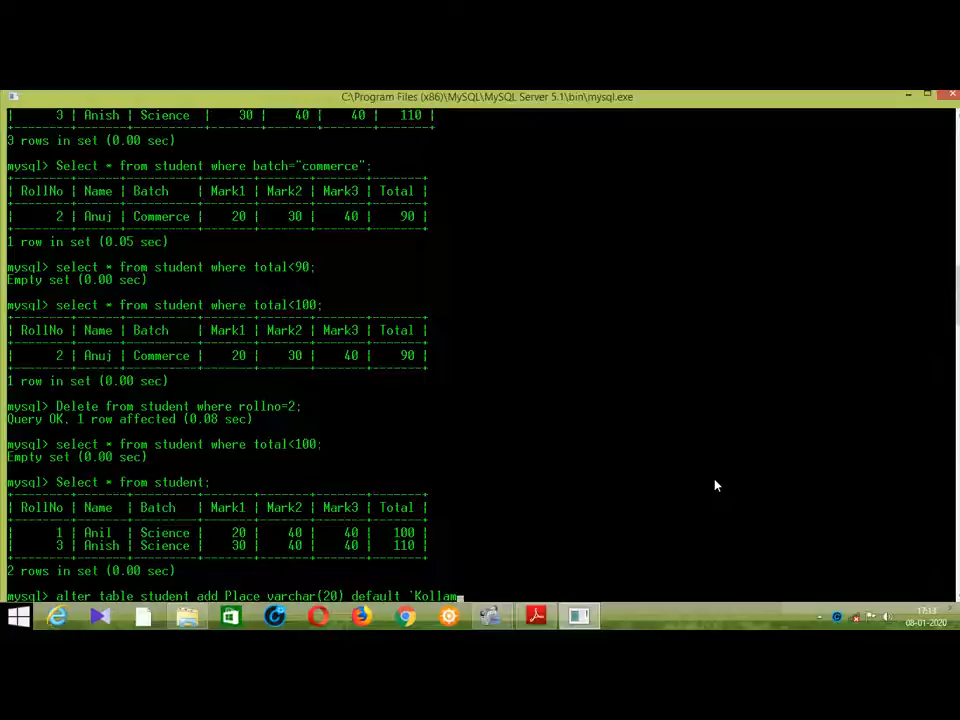 C:\Program Files (x86)\MySQL\MySQL Server 5.1\bin\mysql.exe
| 3 | Anish | Science | 30 | 40 | 40 | 110 |
3 rows in set (0.00 sec)
mysql> Select * from student where batch="commerce";
| RollNo | Name | Batch | Mark1 | Mark2 | Mark3 | Total |
| 2 | Anuj | Commerce | 20 | 30 | 40 | 90 |
1 row in set (0.05 sec)
mysql> select * from student where total<90;
Empty set (0.00 sec)
mysql> select * from student where total<100;
| RollNo | Name | Batch | Mark1 | Mark2 | Mark3 | Total |
| 2 | Anuj | Commerce | 20 | 30 | 40 | 90 |
1 row in set (0.00 sec)
mysql> Delete from student where rollno=2;
Query OK, 1 row affected (0.08 sec)
mysql> select * from student where total<100;
Empty set (0.00 sec)
mysql> Select * from student;
| RollNo | Name | Batch | Mark1 | Mark2 | Mark3 | Total |
| 1 | Anil | Science | 20 | 40 | 40 | 100 |
| 3 | Anish | Science | 30 | 40 | 40 | 110 |
2 rows in set (0.00 sec)
mysql> alter table student add Place varchar(20) default 'Kollam
17:13
08-01-2020